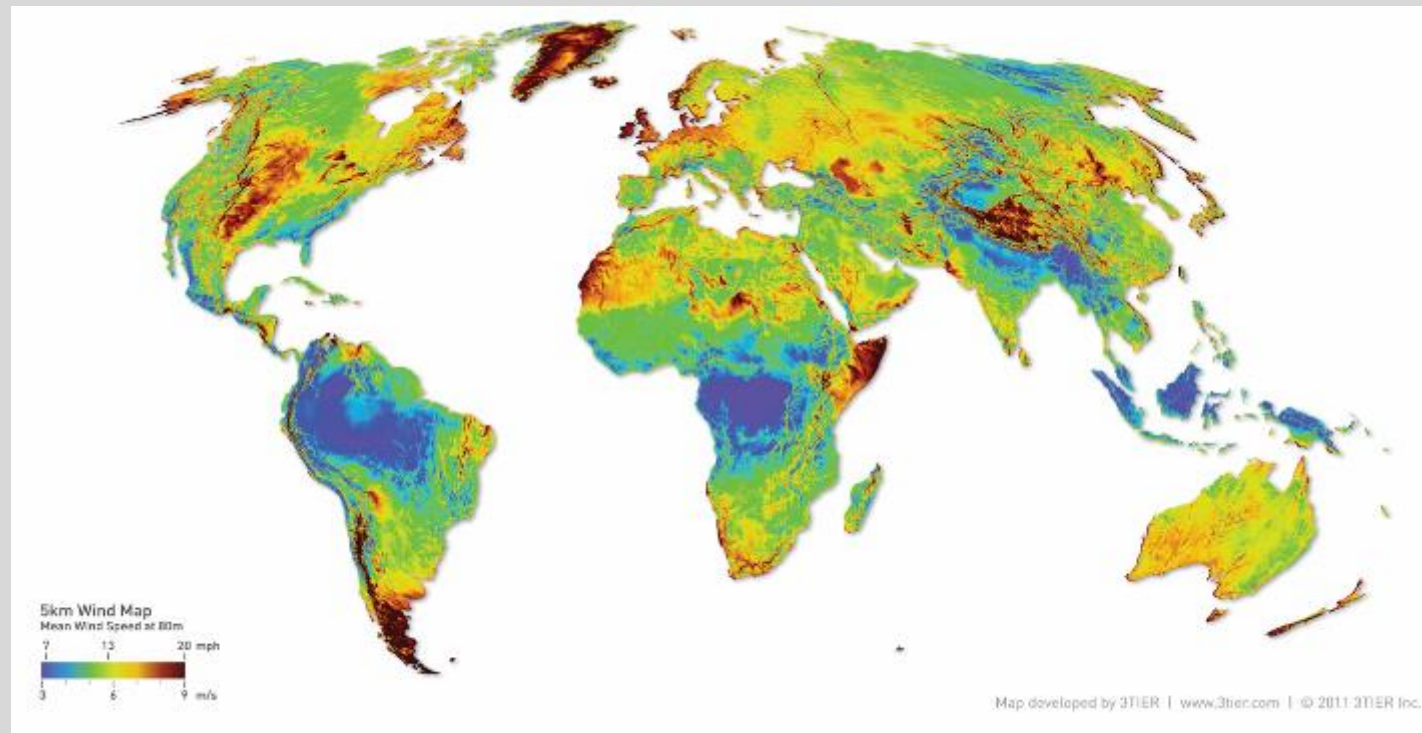 5km Wind Map
Mean Wind Speed at 80m
7 13 20 mph
3 6 9 m/s
Map developed by 3TIER | www.3tier.com | © 2011 3TIER Inc.